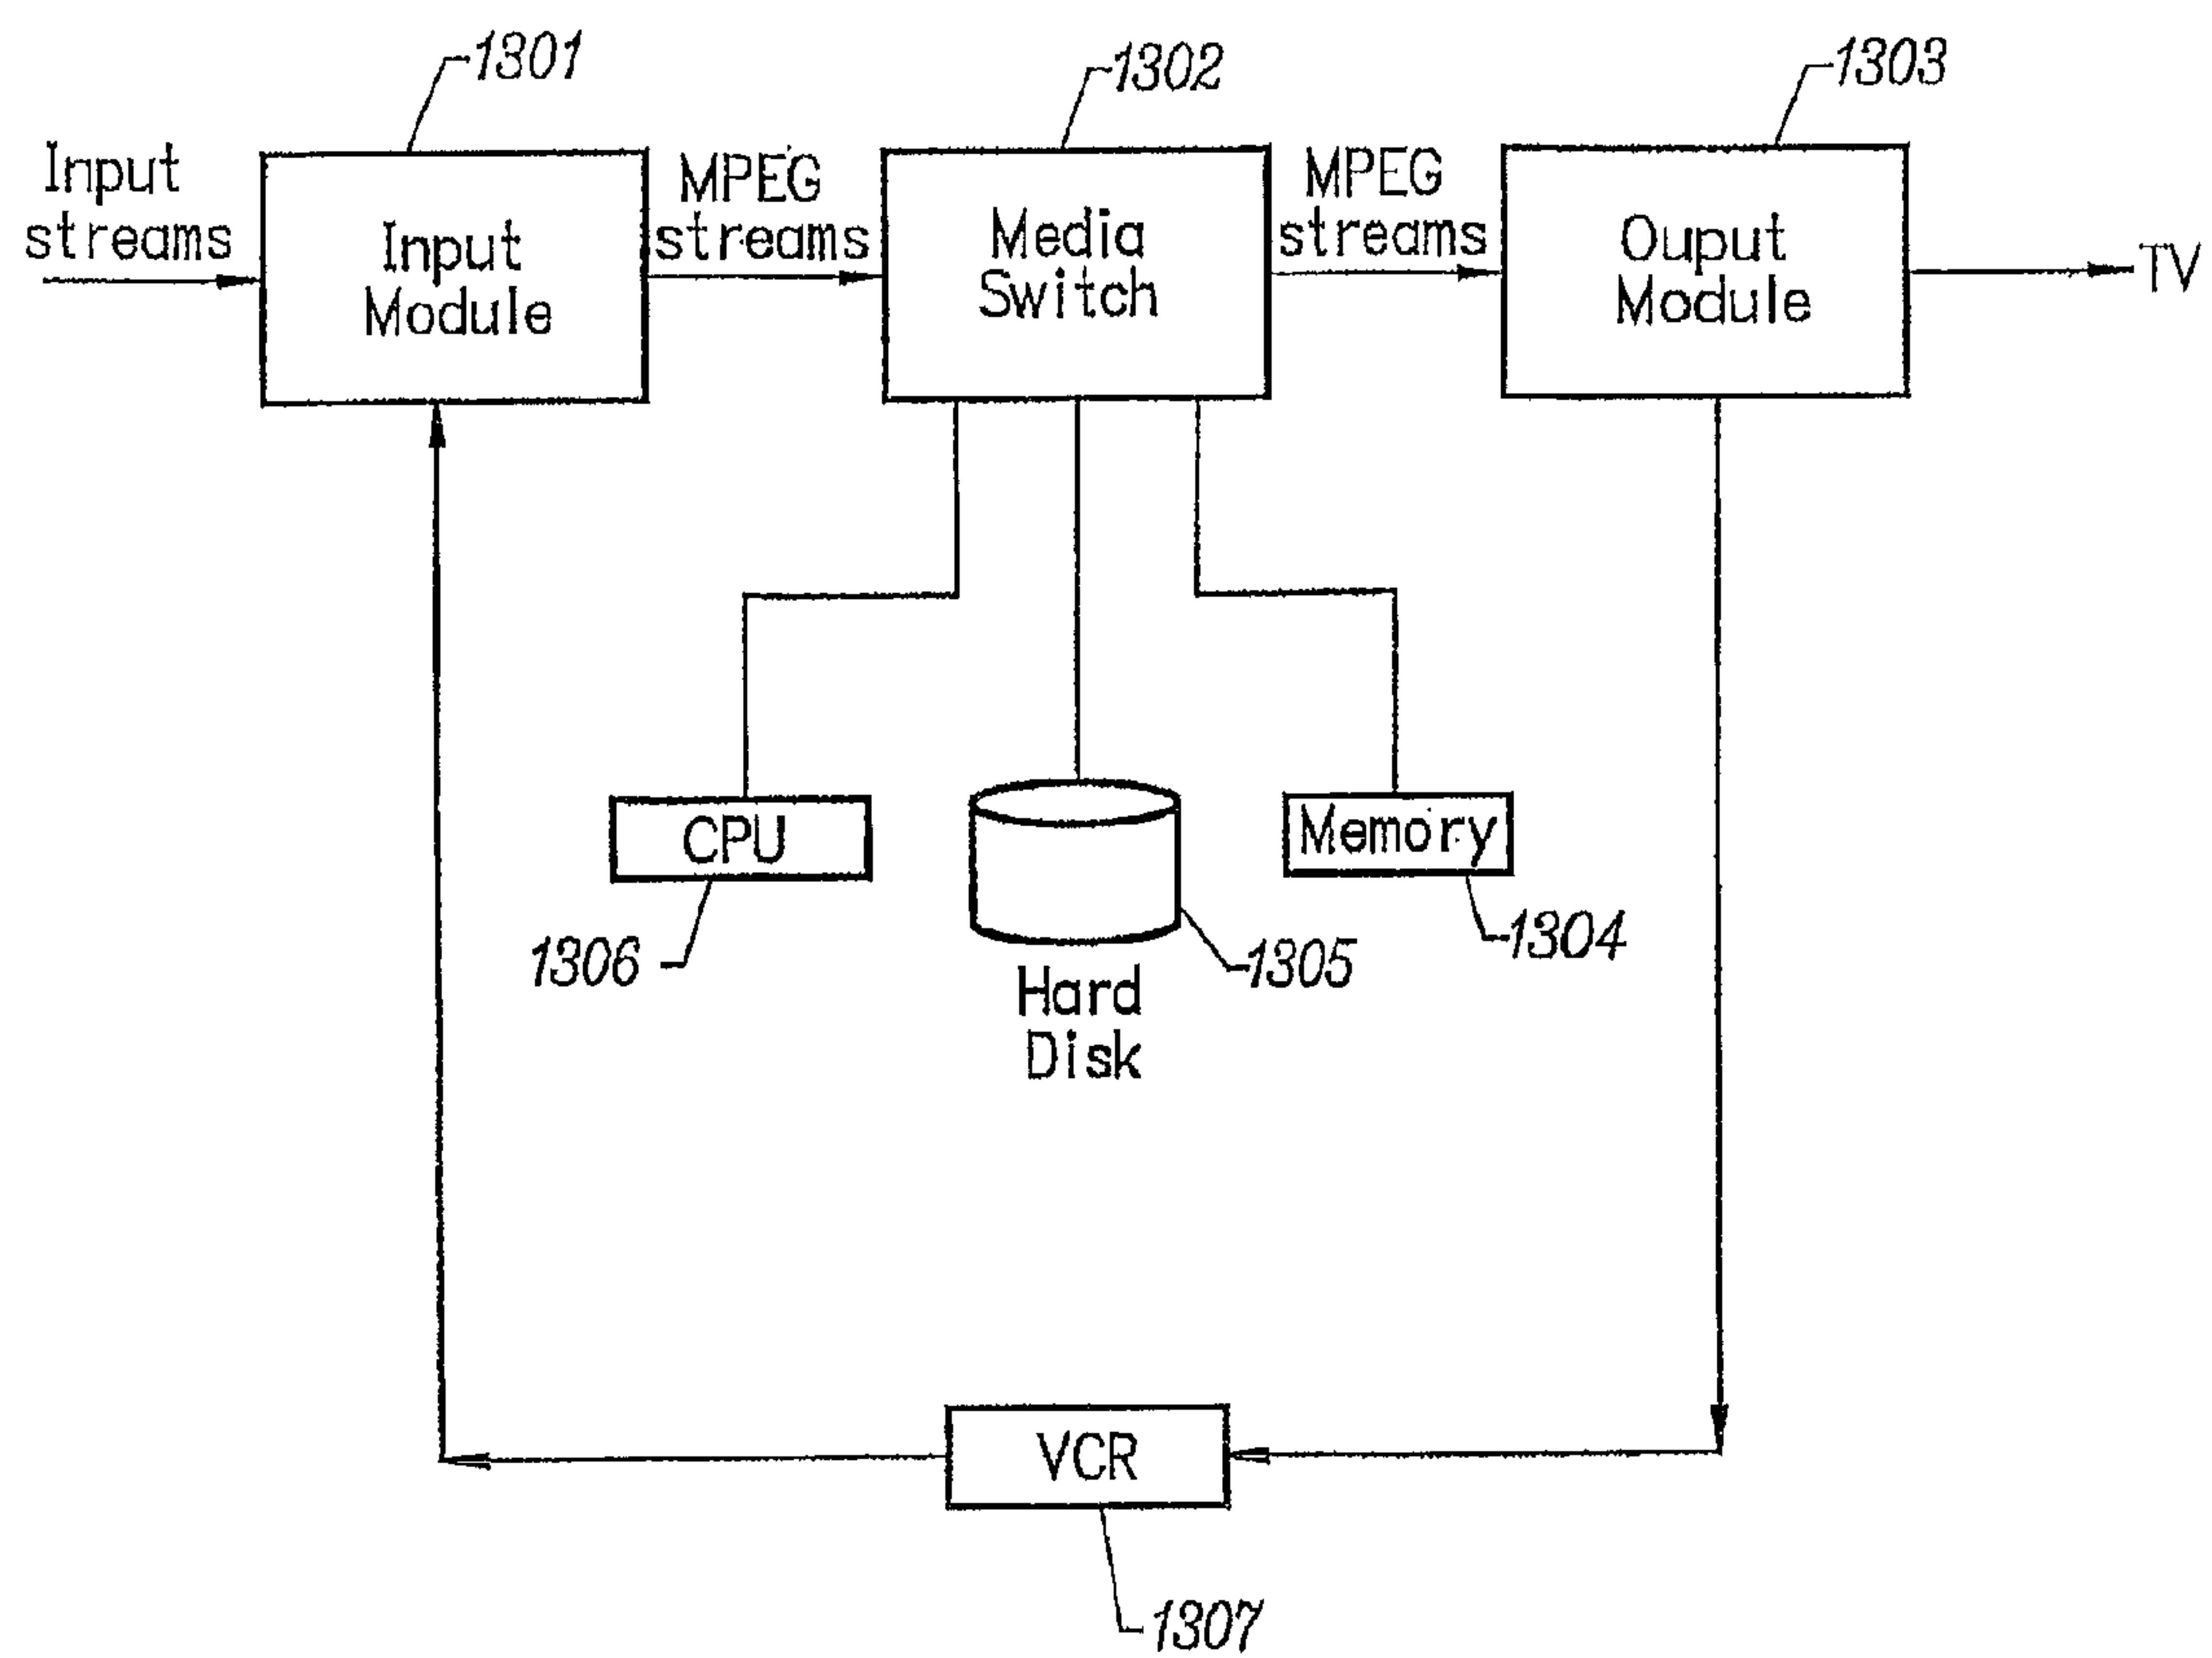 1301
1302
1303
Input
streams
Input
Module
MPEG
streams
Media
Switch
MPEG
streams
Ouput
Module
TV
CPU
1306
Hard
Disk
1305
Memory
1304
VCR
1307